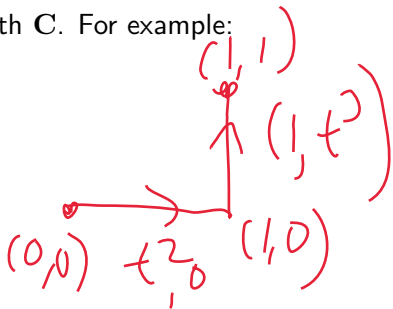 th C. For example:
(1,1)
(1,t²)
(0,0) t²,0 (1,0)